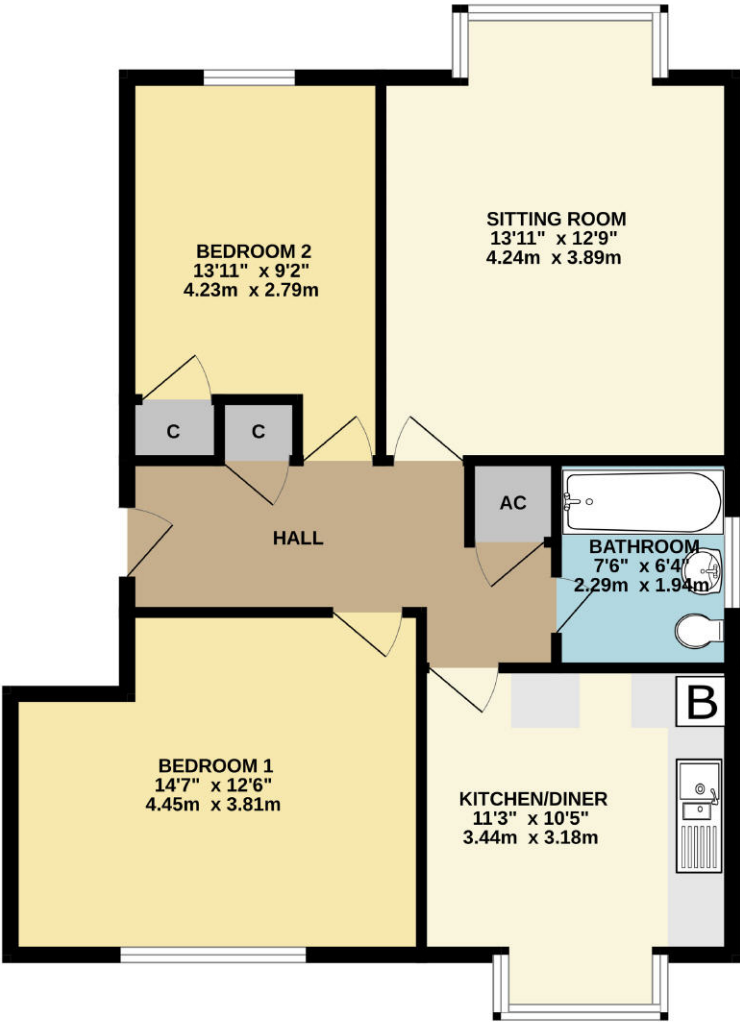 SITTING ROOM
13'11" x 12'9"
4.24m x 3.89m
BEDROOM 2
13'11" x 9'2"
4.23m x 2.79m
C
C
AC
HALL
BATHROOM
7'6" x 6'4"
2.29m x 1.94m
B
BEDROOM 1
14'7" x 12'6"
4.45m x 3.81m
KITCHEN/DINER
11'3" x 10'5"
3.44m x 3.18m